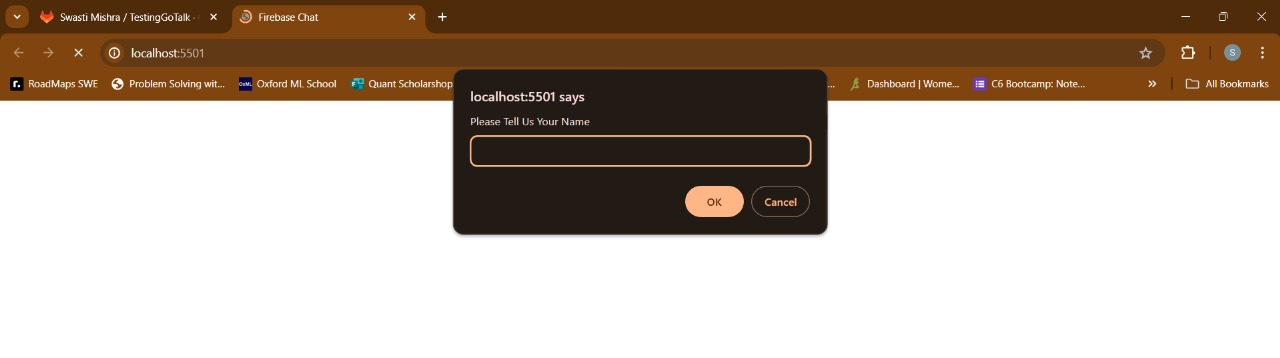 Swasti Mishra / TestingGoTalk ·
Firebase Chat
localhost:5501
RoadMaps SWE
Problem Solving wit...
OxML
Oxford ML School
Quant Scholarshop
...
Dashboard | Wome...
C6 Bootcamp: Note...
All Bookmarks
S
localhost:5501 says
Please Tell Us Your Name
OK
Cancel